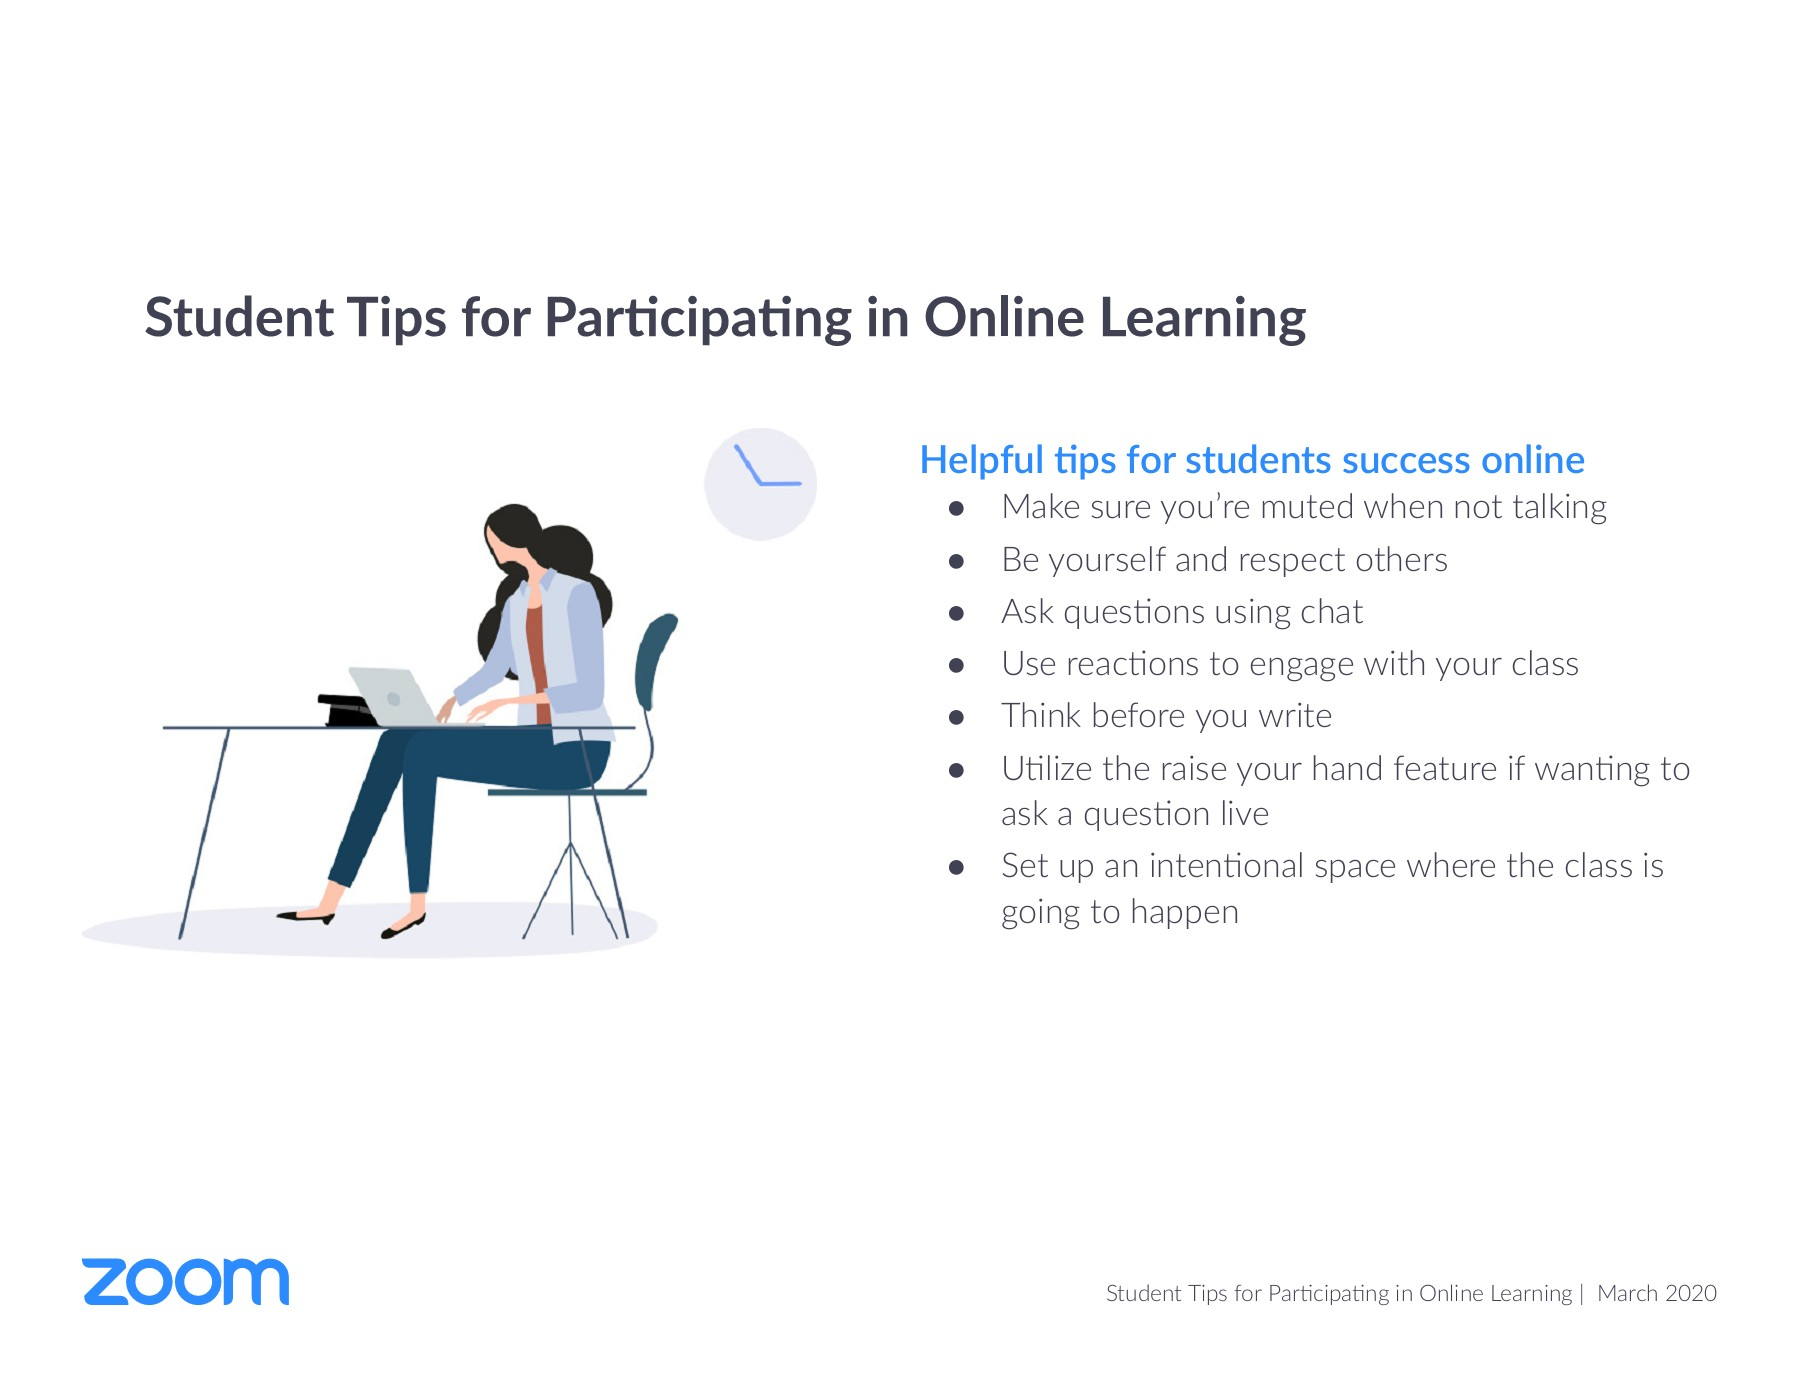 Student Tips for Participating in Online Learning
Helpful tips for students success online
● Make sure you’re muted when not talking
● Be yourself and respect others
● Ask questions using chat
● Use reactions to engage with your class
● Think before you write
● Utilize the raise your hand feature if wanting to
ask a question live
● Set up an intentional space where the class is
going to happen
zoom
Student Tips for Participating in Online Learning | March 2020